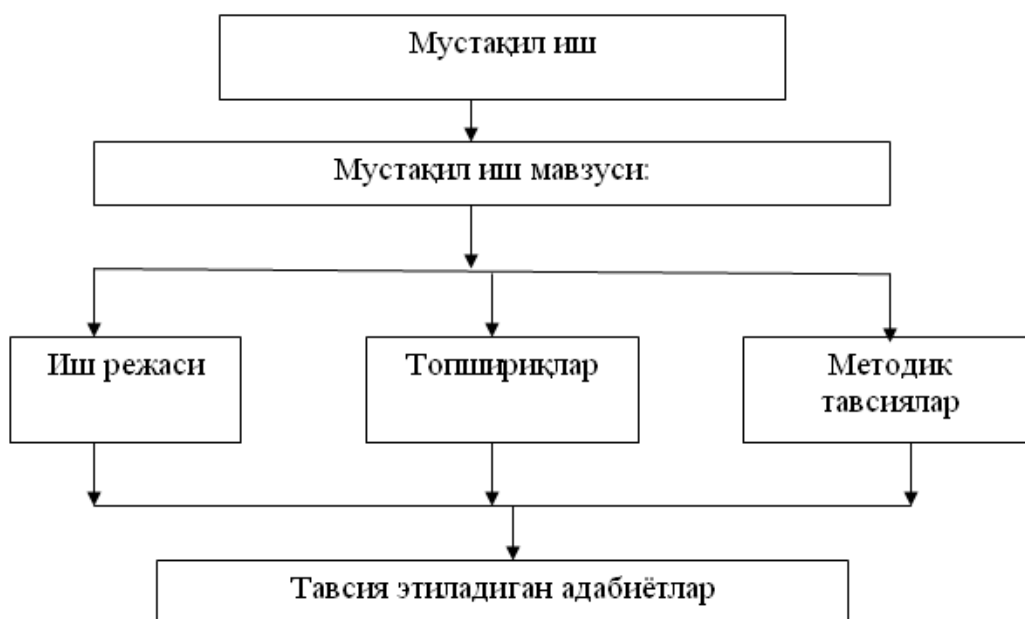 Мустақил иш
Мустақил иш мавзуси:
Иш режаси
Топшириқлар
Методик
тавсиялар
Тавсия этиладиган адабиётлар